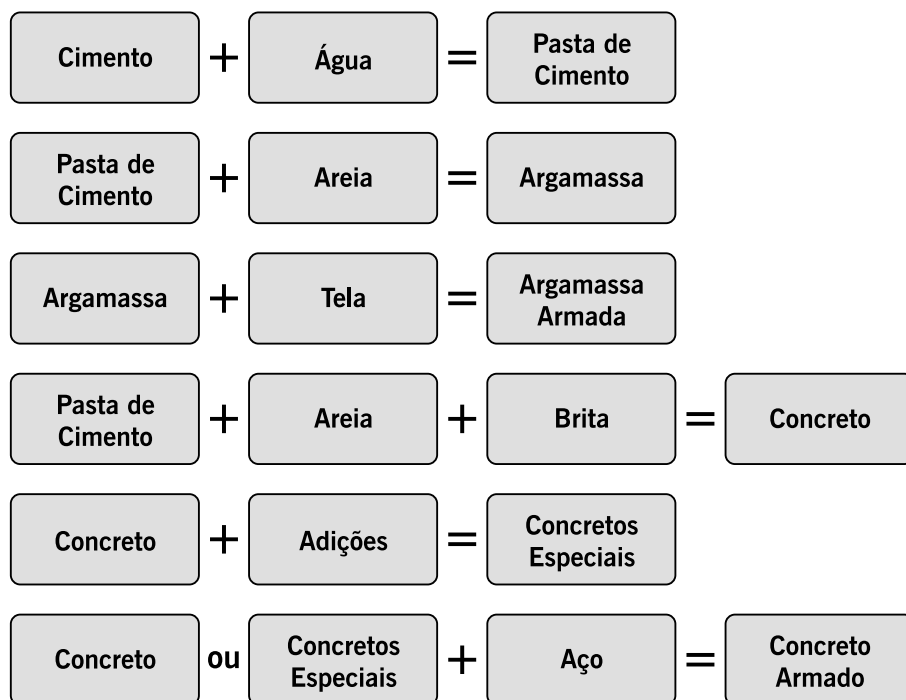 Cimento + Água = Pasta de Cimento
Pasta de Cimento + Areia = Argamassa
Argamassa + Tela = Argamassa Armada
Pasta de Cimento + Areia + Brita = Concreto
Concreto + Adições = Concretos Especiais
Concreto ou Concretos Especiais + Aço = Concreto Armado